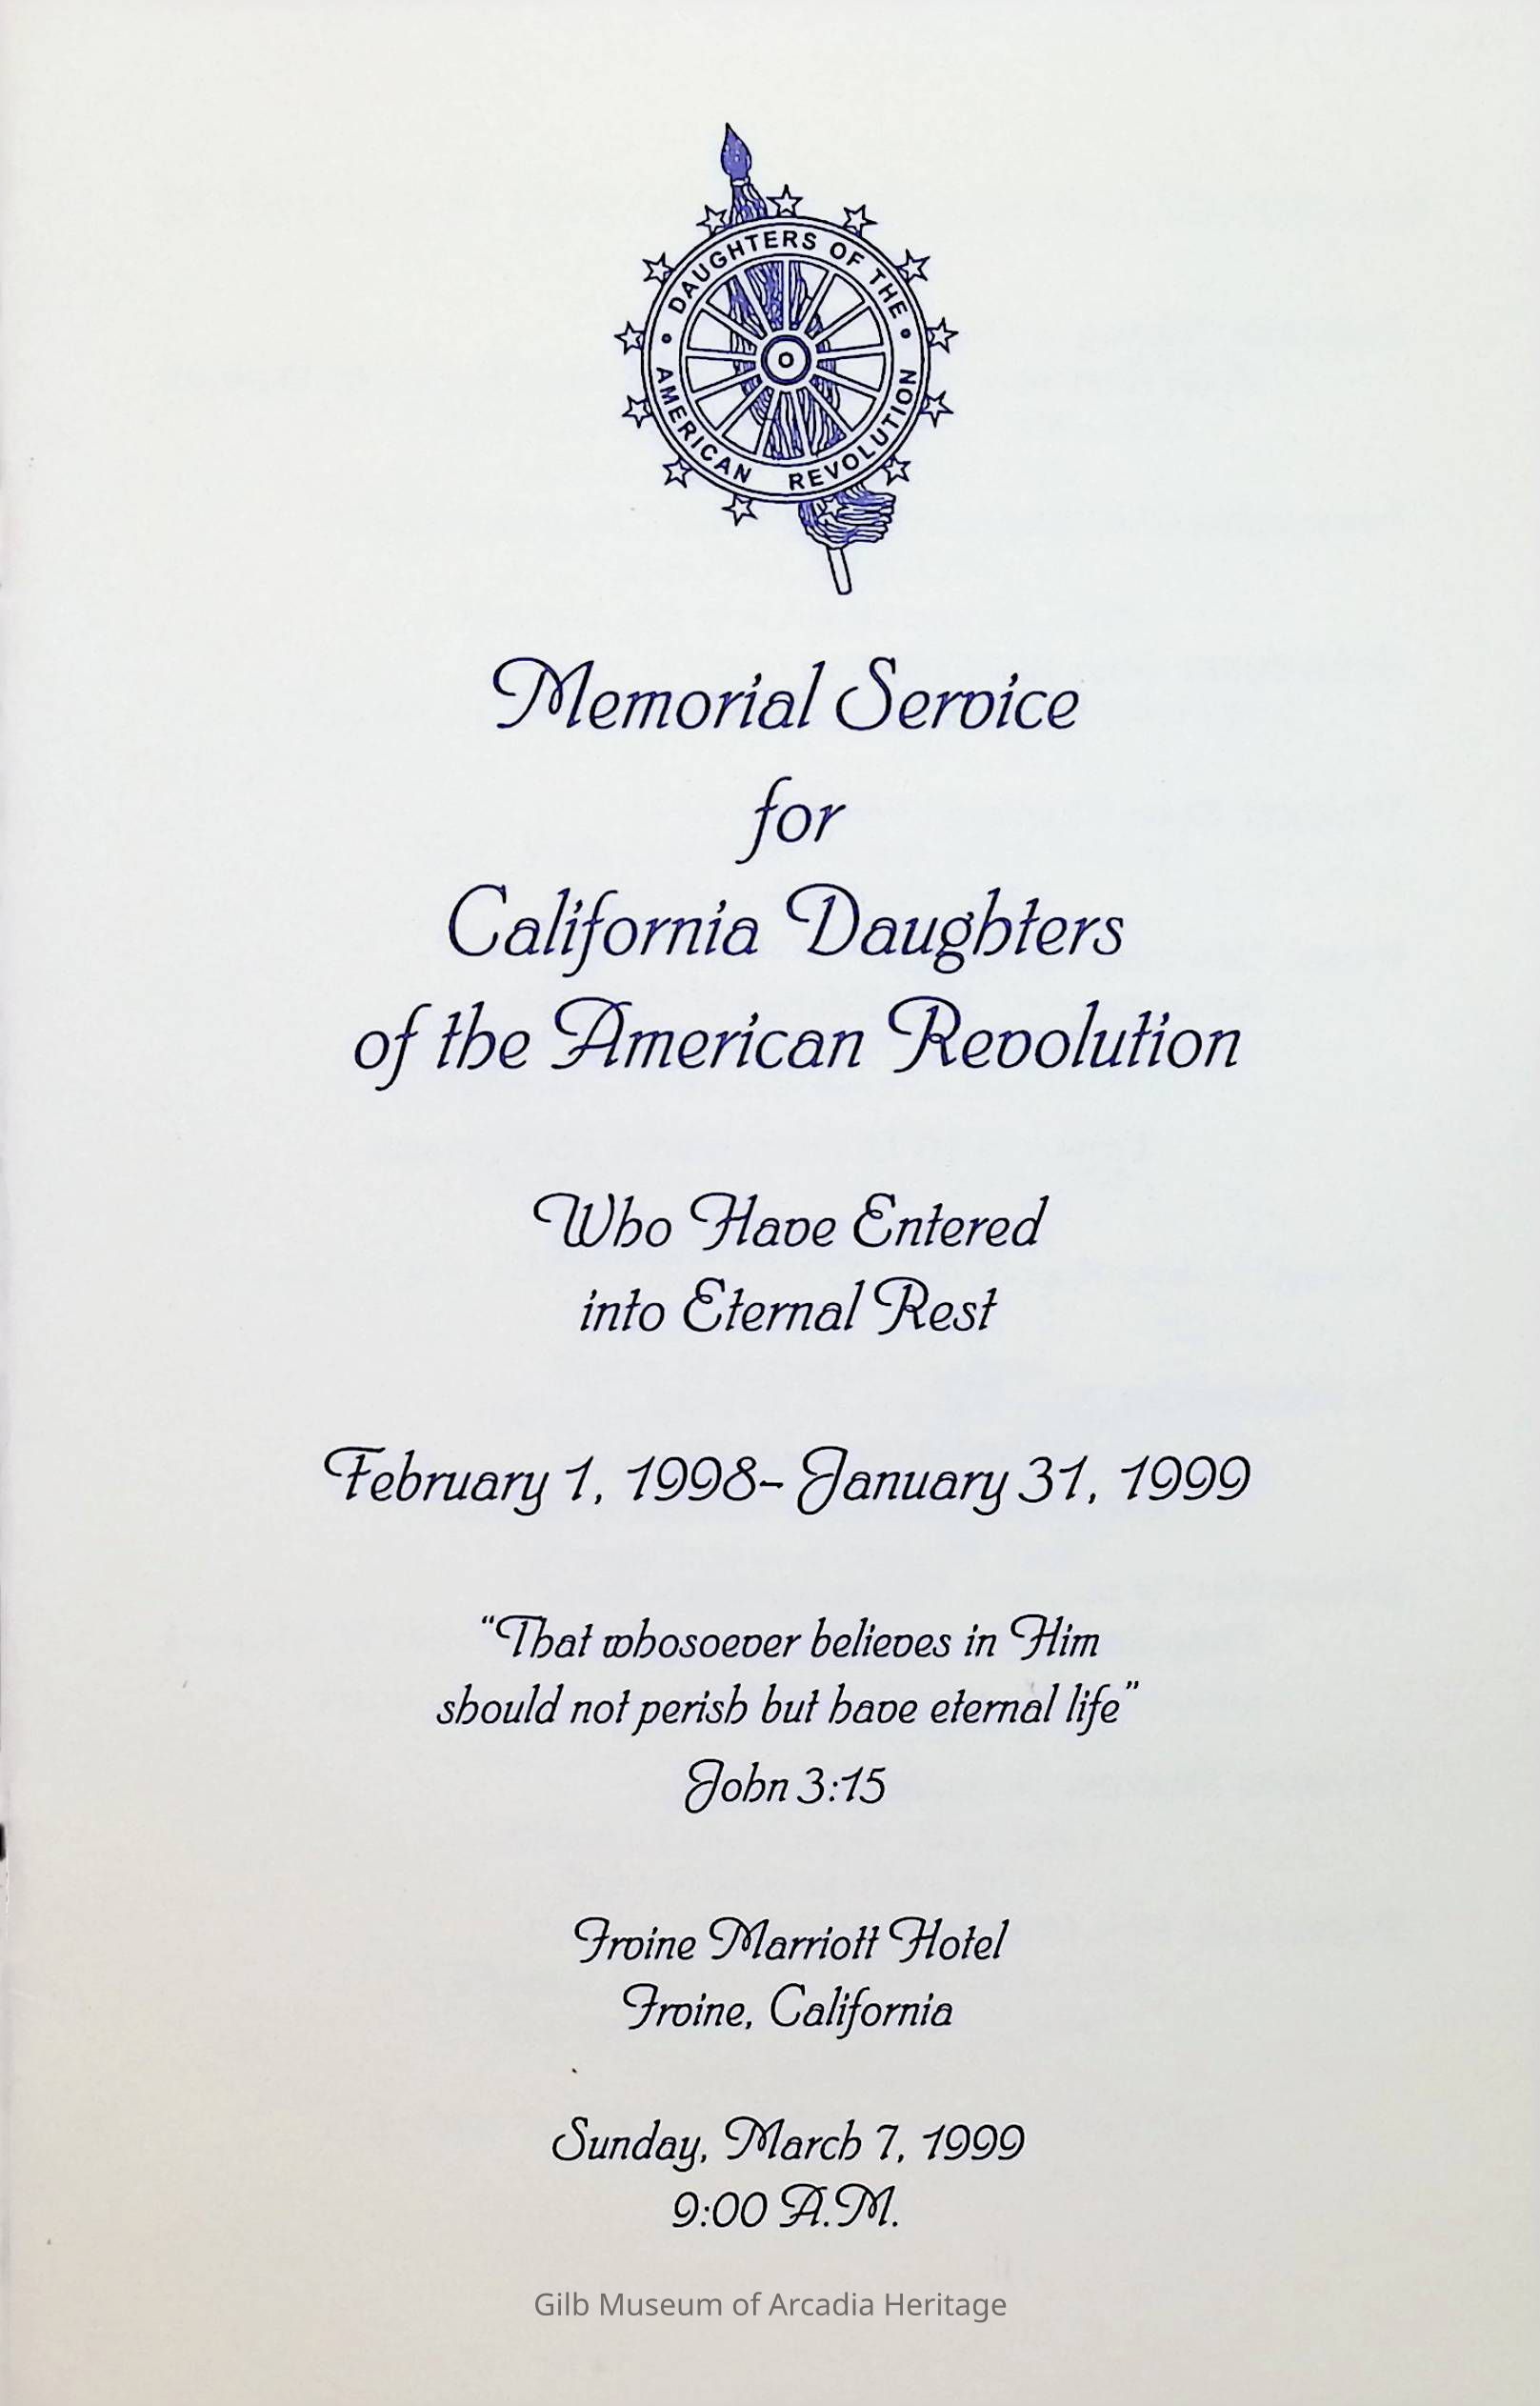 DAUGHTERS OF THE
AMERICAN REVOLUTION
Memorial Service
for
California Daughters
of the American Revolution
Who Have Entered
into Eternal Rest
February 1, 1998- January 31, 1999
“That whosoever believes in Him
should not perish but have eternal life”
John 3:15
Irvine Marriott Hotel
Irvine, California
Sunday, March 7, 1999
9:00 A.M.
Gilb Museum of Arcadia Heritage